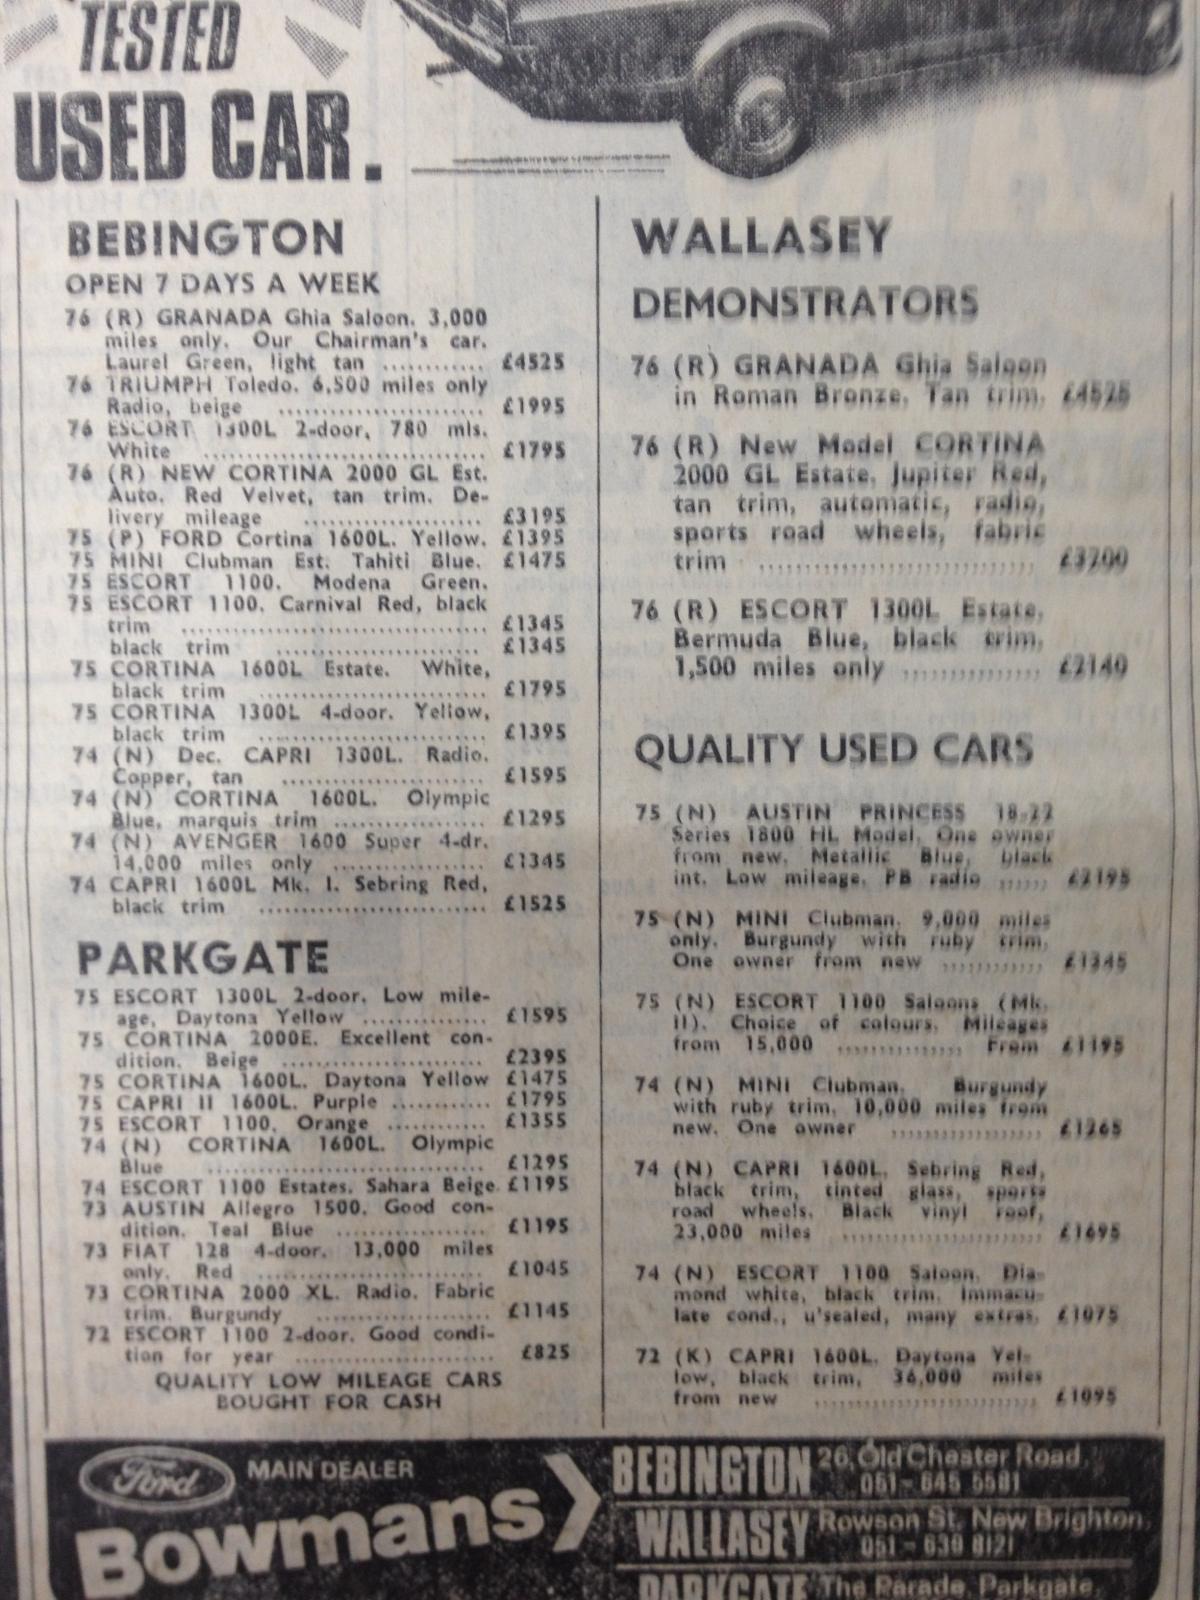 TESTED
USED CAR.
BEBINGTON
OPEN 7 DAYS A WEEK
76 (R) GRANADA Ghia Saloon. 3,000
miles only. Our Chairman's car.
Laurel Green, light tan ............ £4525
76 TRIUMPH Toledo. 6,500 miles only
Radio, beige ...................... £1995
76 ESCORT 1300L 2-door, 780 mls.
White .............................. £1795
76 (R) NEW CORTINA 2000 GL Est.
Auto. Red Velvet, tan trim. De-
livery mileage .................... £3195
75 (P) FORD Cortina 1600L. Yellow. £1395
75 MINI Clubman Est. Tahiti Blue. £1475
75 ESCORT 1100. Modena Green.
75 ESCORT 1100. Carnival Red, black
trim ................................ £1345
black trim .......................... £1345
75 CORTINA 1600L Estate. White,
black trim ........................ £1795
75 CORTINA 1300L 4-door. Yellow,
black trim ........................ £1395
74 (N) Dec. CAPRI 1300L. Radio.
Copper, tan ...................... £1595
74 (N) CORTINA 1600L. Olympic
Blue, marquis trim ................ £1295
74 (N) AVENGER 1600 Super 4-dr.
14,000 miles only ................ £1345
74 CAPRI 1600L Mk. I. Sebring Red,
black trim ........................ £1525
PARKGATE
75 ESCORT 1300L 2-door. Low mile-
age, Daytona Yellow .............. £1595
75 CORTINA 2000E. Excellent con-
dition. Beige ...................... £2395
75 CORTINA 1600L. Daytona Yellow £1475
75 CAPRI II 1600L. Purple ........... £1795
75 ESCORT 1100. Orange ........... £1355
74 (N) CORTINA 1600L. Olympic
Blue .............................. £1295
74 ESCORT 1100 Estates. Sahara Beige. £1195
73 AUSTIN Allegro 1500. Good con-
dition. Teal Blue ................ £1195
73 FIAT 128 4-door. 13,000 miles
only. Red ........................ £1045
73 CORTINA 2000 XL. Radio. Fabric
trim. Burgundy .................. £1145
72 ESCORT 1100 2-door. Good condi-
tion for year ...................... £825
QUALITY LOW MILEAGE CARS
BOUGHT FOR CASH
WALLASEY
DEMONSTRATORS
76 (R) GRANADA Ghia Saloon
in Roman Bronze. Tan trim. £4525
76 (R) New Model CORTINA
2000 GL Estate. Jupiter Red,
tan trim, automatic, radio,
sports road wheels, fabric
trim .............................. £3700
76 (R) ESCORT 1300L Estate.
Bermuda Blue, black trim,
1,500 miles only ............... £2140
QUALITY USED CARS
75 (N) AUSTIN PRINCESS 18-22
Series 1800 HL Model. One owner
from new. Metallic Blue, black
int. Low mileage. PB radio ...... £2195
75 (N) MINI Clubman. 9,000 miles
only. Burgundy with ruby trim.
One owner from new ............ £1345
75 (N) ESCORT 1100 Saloons (Mk.
II). Choice of colours. Mileages
from 15,000 ............... From £1195
74 (N) MINI Clubman. Burgundy
with ruby trim. 10,000 miles from
new. One owner .................. £1265
74 (N) CAPRI 1600L. Sebring Red,
black trim, tinted glass, sports
road wheels. Black vinyl roof,
23,000 miles ........................ £1695
74 (N) ESCORT 1100 Saloon. Dia-
mond white, black trim. Immacu-
late cond., u'sealed, many extras. £1075
72 (K) CAPRI 1600L. Daytona Yel-
low, black trim, 36,000 miles
from new ........................... £1095
Ford MAIN DEALER
Bowmans
BEBINGTON 26, Old Chester Road,
051-645 5581
WALLASEY Rowson St, New Brighton,
051-639 8121
PARKGATE The Parade, Parkgate,